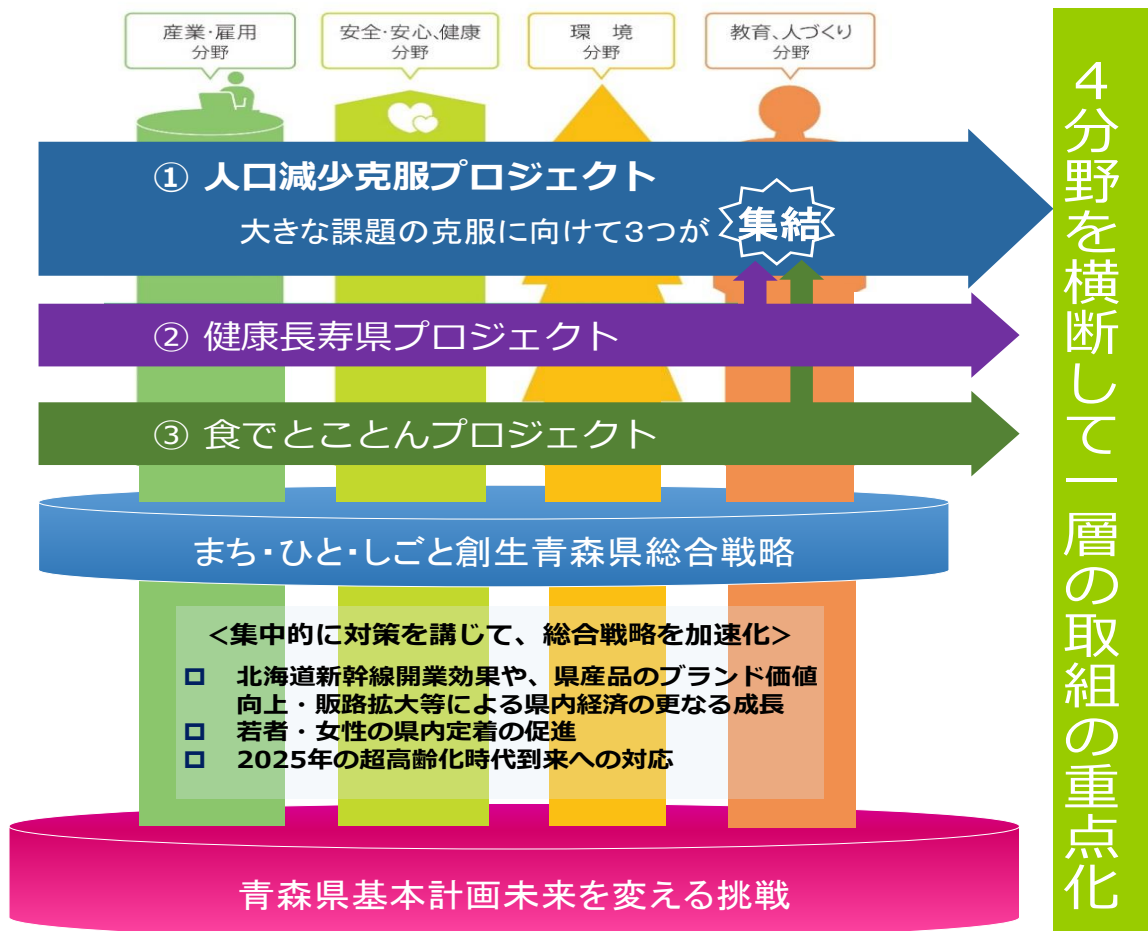 産業・雇用
分野
安全・安心、健康
分野
環　境
分野
教育、人づくり
分野
① 人口減少克服プロジェクト
大きな課題の克服に向けて３つが
集結
② 健康長寿県プロジェクト
③ 食でとことんプロジェクト
まち・ひと・しごと創生青森県総合戦略
＜集中的に対策を講じて、総合戦略を加速化＞
北海道新幹線開業効果や、県産品のブランド価値
向上・販路拡大等による県内経済の更なる成長
若者・女性の県内定着の促進
2025年の超高齢化時代到来への対応
青森県基本計画未来を変える挑戦
４分野を横断して一層の取組の重点化